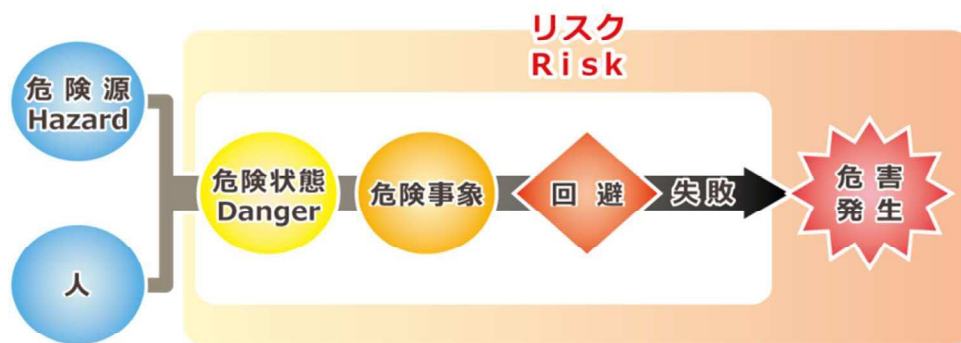 リスク
Risk
危険源
Hazard
人
危険状態
Danger
危険事象
回避
失敗
危害
発生